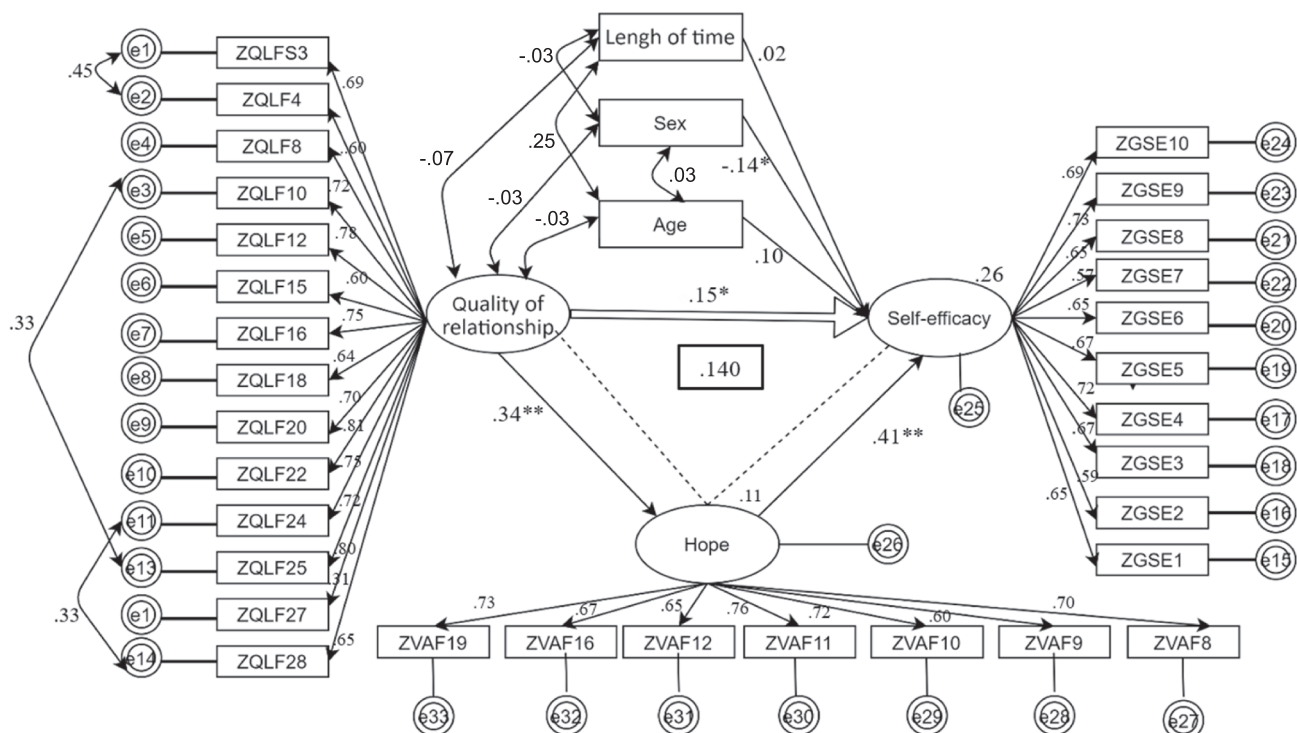 Lengh of time
Sex
Age
-.03
.25
.03
-.07
-.03
-.03
.02
-.14*
.10
Quality of
relationship
.15*
.140
.34**
.41**
Self-efficacy
.26
e25
Hope
.11
e26
e1
ZQLFS3
.69
.45
e2
ZQLF4
.60
e4
ZQLF8
.72
e3
ZQLF10
.78
e5
ZQLF12
.60
e6
ZQLF15
.75
e7
ZQLF16
.64
e8
ZQLF18
.70
e9
ZQLF20
.81
e10
ZQLF22
.75
e11
ZQLF24
.72
e13
ZQLF25
.80
e1
ZQLF27
.31
e14
ZQLF28
.65
.33
.33
ZGSE10
e24
.69
ZGSE9
e23
.73
ZGSE8
e21
.65
ZGSE7
e22
.57
ZGSE6
e20
.65
ZGSE5
e19
.67
ZGSE4
e17
.72
ZGSE3
e18
.67
ZGSE2
e16
.59
ZGSE1
e15
.65
.73
.67
.65
.76
.72
.60
.70
ZVAF19
ZVAF16
ZVAF12
ZVAF11
ZVAF10
ZVAF9
ZVAF8
e33
e32
e31
e30
e29
e28
e27